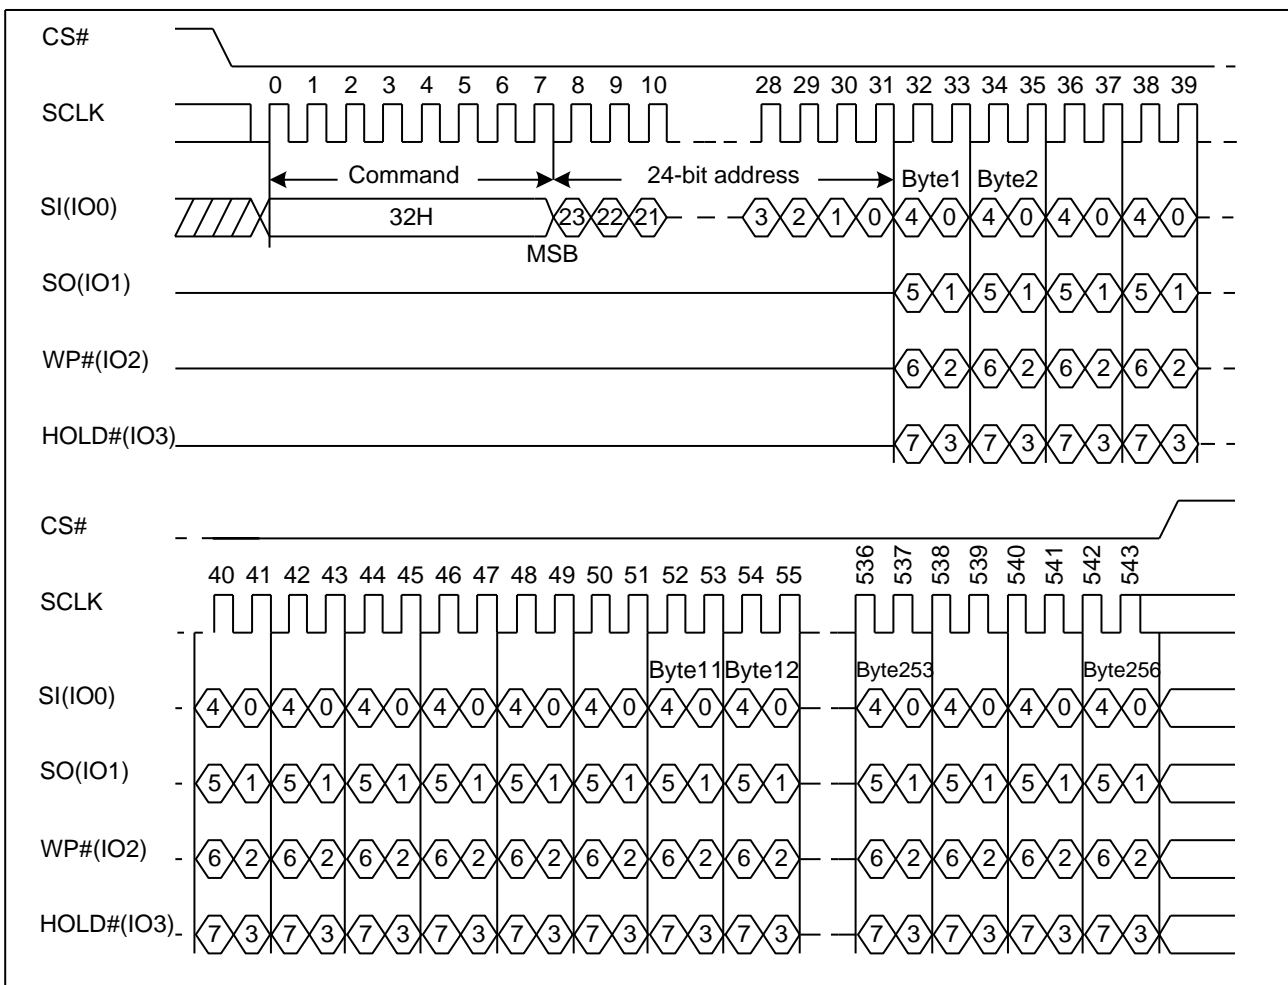 CS#
0 1 2 3 4 5 6 7 8 9 10 28 29 30 31 32 33 34 35 36 37 38 39
SCLK
Command 24-bit address Byte1 Byte2
SI(IO0) 32H 23 22 21 3 2 1 0 4 0 4 0 4 0 4 0
MSB
SO(IO1) 5 1 5 1 5 1 5 1
WP#(IO2) 6 2 6 2 6 2 6 2
HOLD#(IO3) 7 3 7 3 7 3 7 3
CS#
40 41 42 43 44 45 46 47 48 49 50 51 52 53 54 55 536 537 538 539 540 541 542 543
SCLK
Byte11 Byte12 Byte253 Byte256
SI(IO0) 4 0 4 0 4 0 4 0 4 0 4 0 4 0 4 0 4 0 4 0 4 0 4 0
SO(IO1) 5 1 5 1 5 1 5 1 5 1 5 1 5 1 5 1 5 1 5 1 5 1 5 1
WP#(IO2) 6 2 6 2 6 2 6 2 6 2 6 2 6 2 6 2 6 2 6 2 6 2 6 2
HOLD#(IO3) 7 3 7 3 7 3 7 3 7 3 7 3 7 3 7 3 7 3 7 3 7 3 7 3